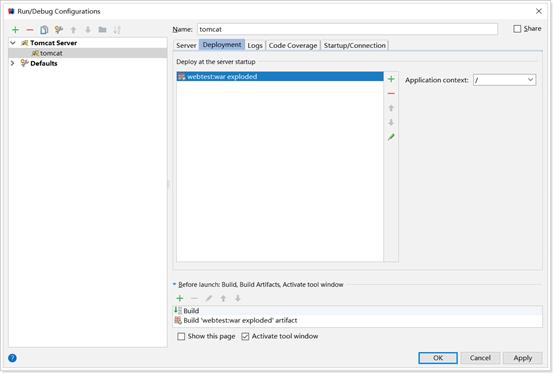 Run/Debug Configurations
Name: tomcat
Share
Tomcat Server
tomcat
Defaults
Server Deployment Logs Code Coverage Startup/Connection
Deploy at the server startup
webtest:war exploded
Application context: /
Before launch: Build, Build Artifacts, Activate tool window
Build
Build 'webtest:war exploded' artifact
Show this page Activate tool window
OK Cancel Apply